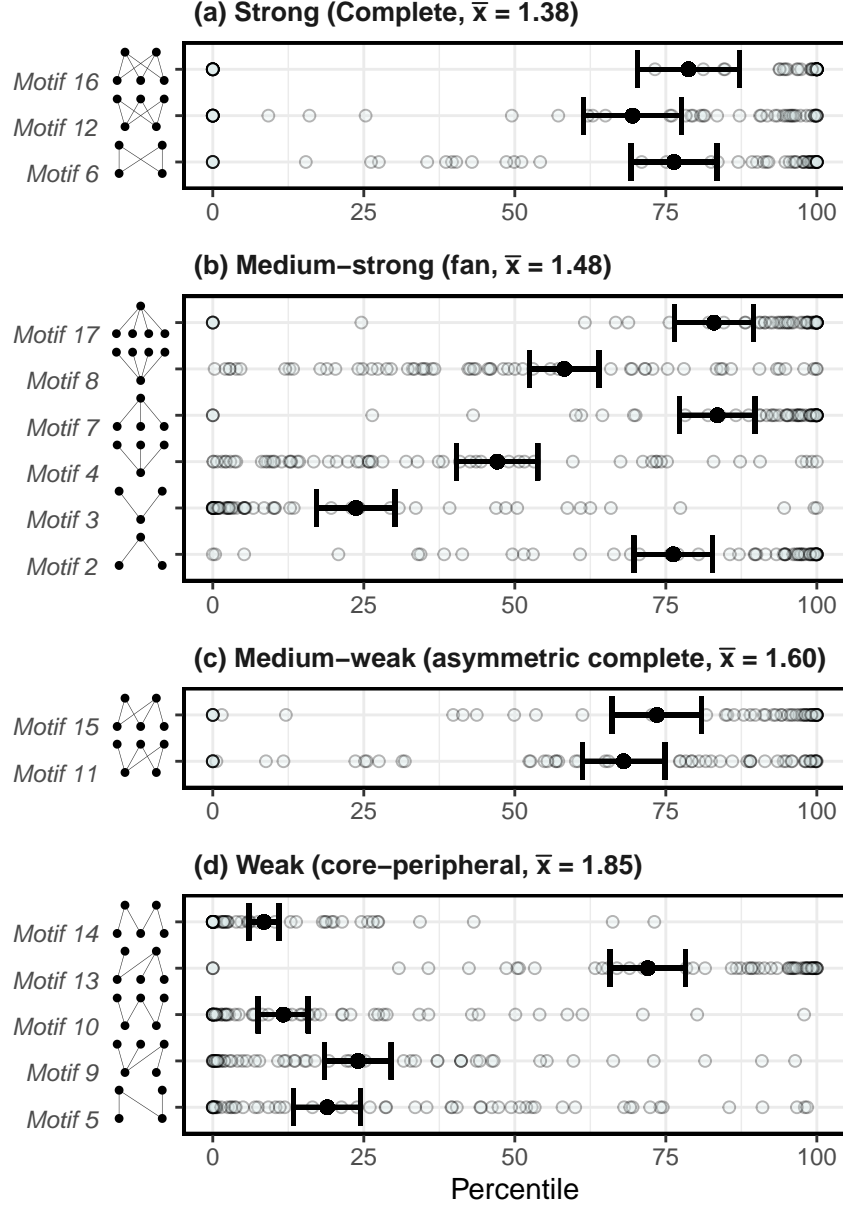 (a) Strong (Complete, x̅ = 1.38)
Motif 16
Motif 12
Motif 6
0 25 50 75 100
(b) Medium−strong (fan, x̅ = 1.48)
Motif 17
Motif 8
Motif 7
Motif 4
Motif 3
Motif 2
0 25 50 75 100
(c) Medium−weak (asymmetric complete, x̅ = 1.60)
Motif 15
Motif 11
0 25 50 75 100
(d) Weak (core−peripheral, x̅ = 1.85)
Motif 14
Motif 13
Motif 10
Motif 9
Motif 5
0 25 50 75 100
Percentile